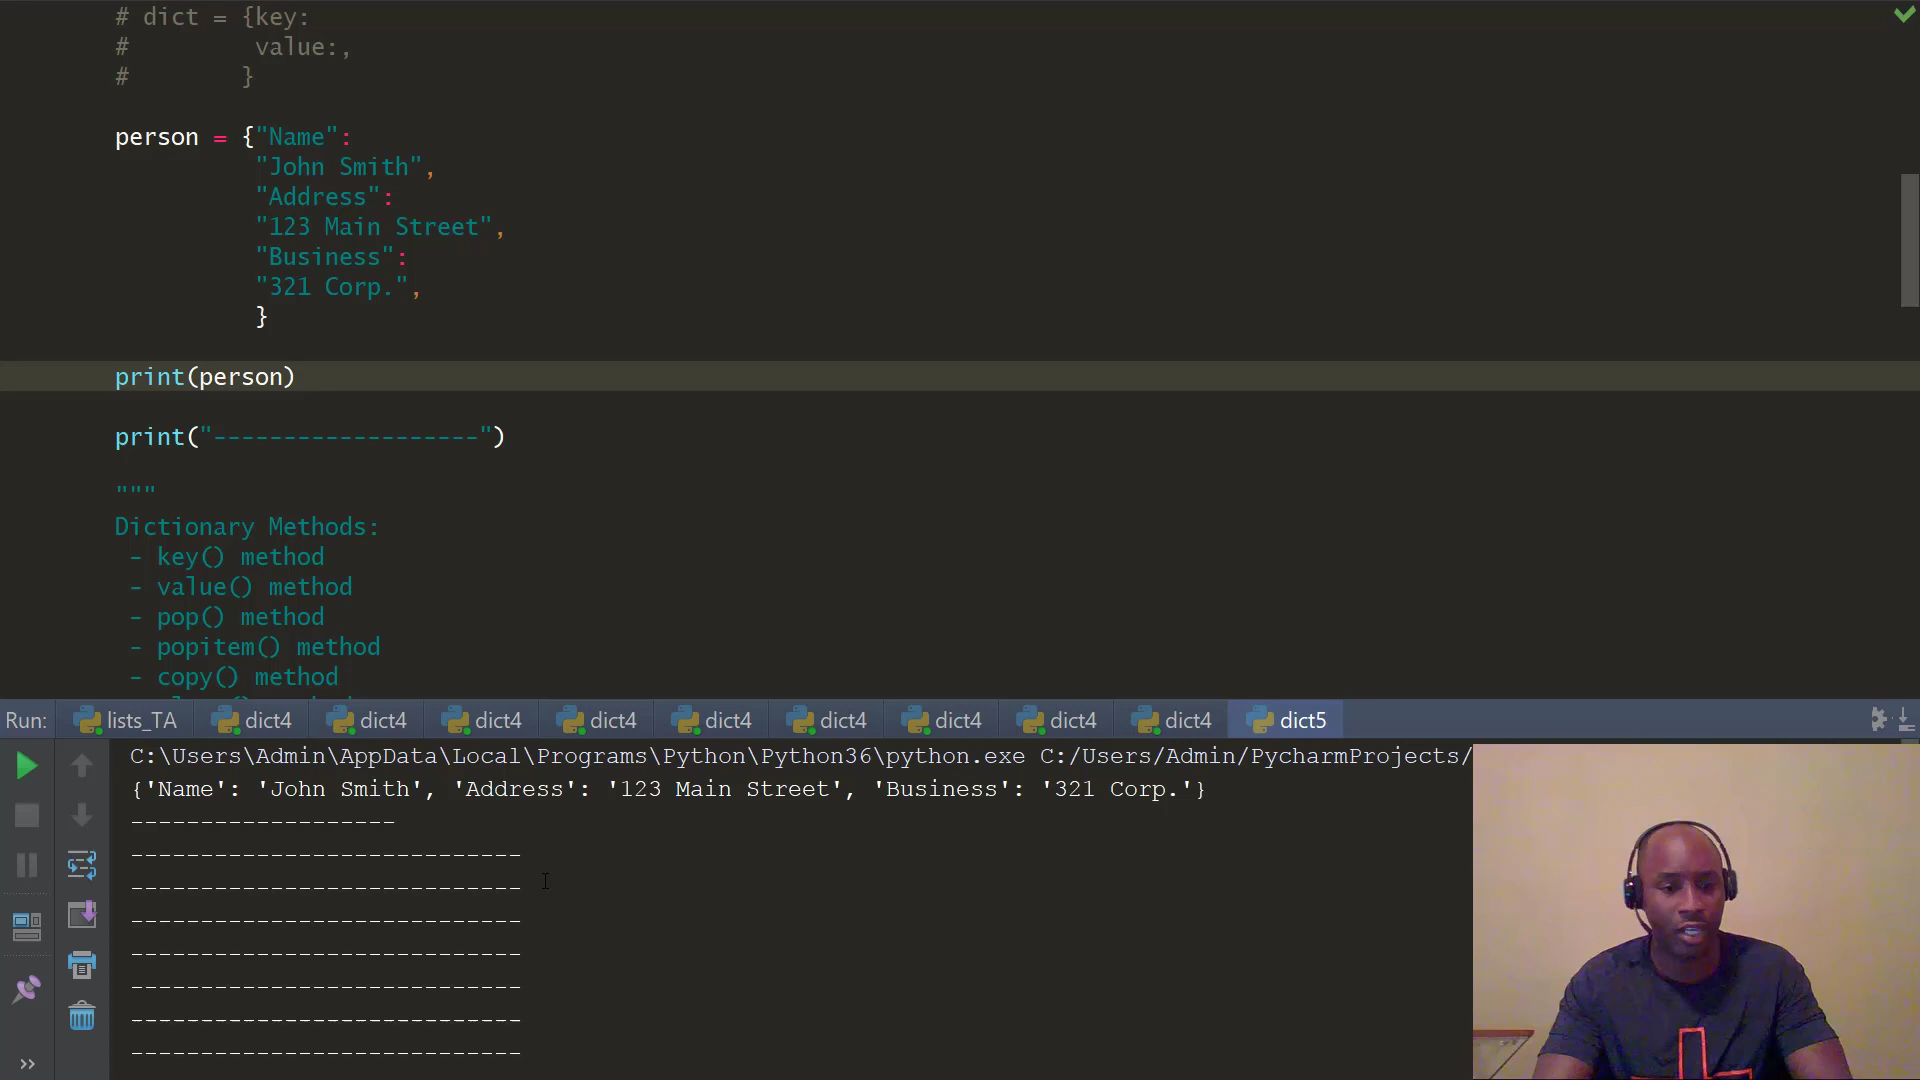 # dict = {key:
#         value:,
#        }
person = {"Name":
"John Smith",
"Address":
"123 Main Street",
"Business":
"321 Corp.",
}
print(person)
print("-------------------")
"""
Dictionary Methods:
- key() method
- value() method
- pop() method
- popitem() method
- copy() method
Run: lists_TA dict4 dict4 dict4 dict4 dict4 dict4 dict4 dict4 dict4 dict5
C:\Users\Admin\AppData\Local\Programs\Python\Python36\python.exe C:/Users/Admin/PycharmProjects/
{'Name': 'John Smith', 'Address': '123 Main Street', 'Business': '321 Corp.'}
-------------------
----------------------------
----------------------------
----------------------------
----------------------------
----------------------------
----------------------------
----------------------------